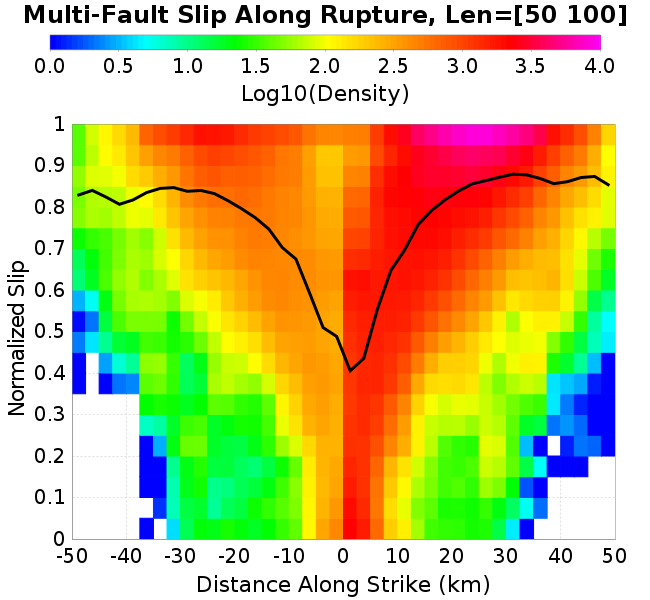 Multi-Fault Slip Along Rupture, Len=[50 100]
0.0 0.5 1.0 1.5 2.0 2.5 3.0 3.5 4.0
Log10(Density)
1
0.9
0.8
0.7
0.6
0.5
0.4
0.3
0.2
0.1
0
Normalized Slip
-50 -40 -30 -20 -10 0 10 20 30 40 50
Distance Along Strike (km)